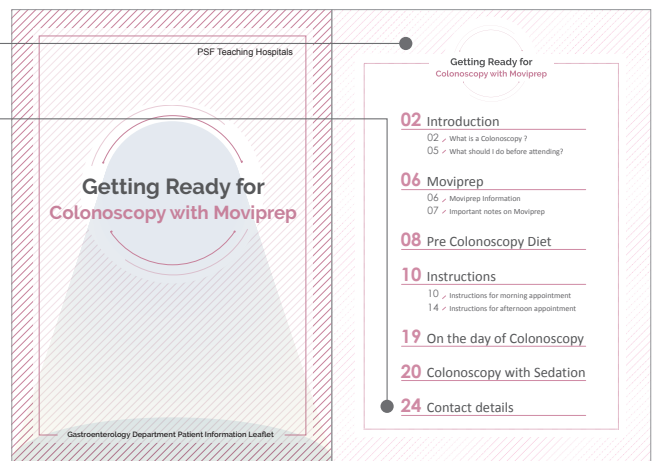 PSF Teaching Hospitals
Getting Ready for
Colonoscopy with Moviprep
Gastroenterology Department Patient Information Leaflet
Getting Ready for
Colonoscopy with Moviprep
02 Introduction
02 What is a Colonoscopy ?
05 What should I do before attending?
06 Moviprep
06 Moviprep Information
07 Important notes on Moviprep
08 Pre Colonoscopy Diet
10 Instructions
10 Instructions for morning appointment
14 Instructions for afternoon appointment
19 On the day of Colonoscopy
20 Colonoscopy with Sedation
24 Contact details